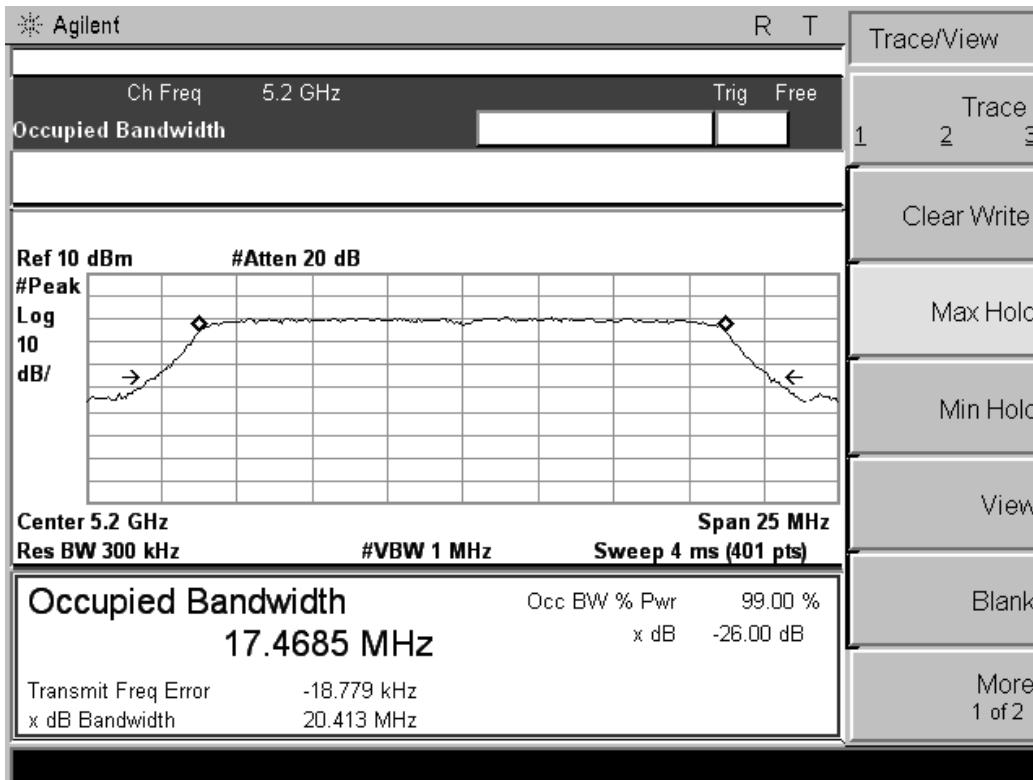 Agilent R T
Ch Freq 5.2 GHz Trig Free
Occupied Bandwidth
Ref 10 dBm #Atten 20 dB
#Peak
Log
10
dB/
Center 5.2 GHz Span 25 MHz
Res BW 300 kHz #VBW 1 MHz Sweep 4 ms (401 pts)
Occupied Bandwidth
17.4685 MHz
Occ BW % Pwr 99.00 %
x dB -26.00 dB
Transmit Freq Error -18.779 kHz
x dB Bandwidth 20.413 MHz
Trace/View
Trace
1 2 3
Clear Write
Max Hold
Min Hold
View
Blank
More
1 of 2